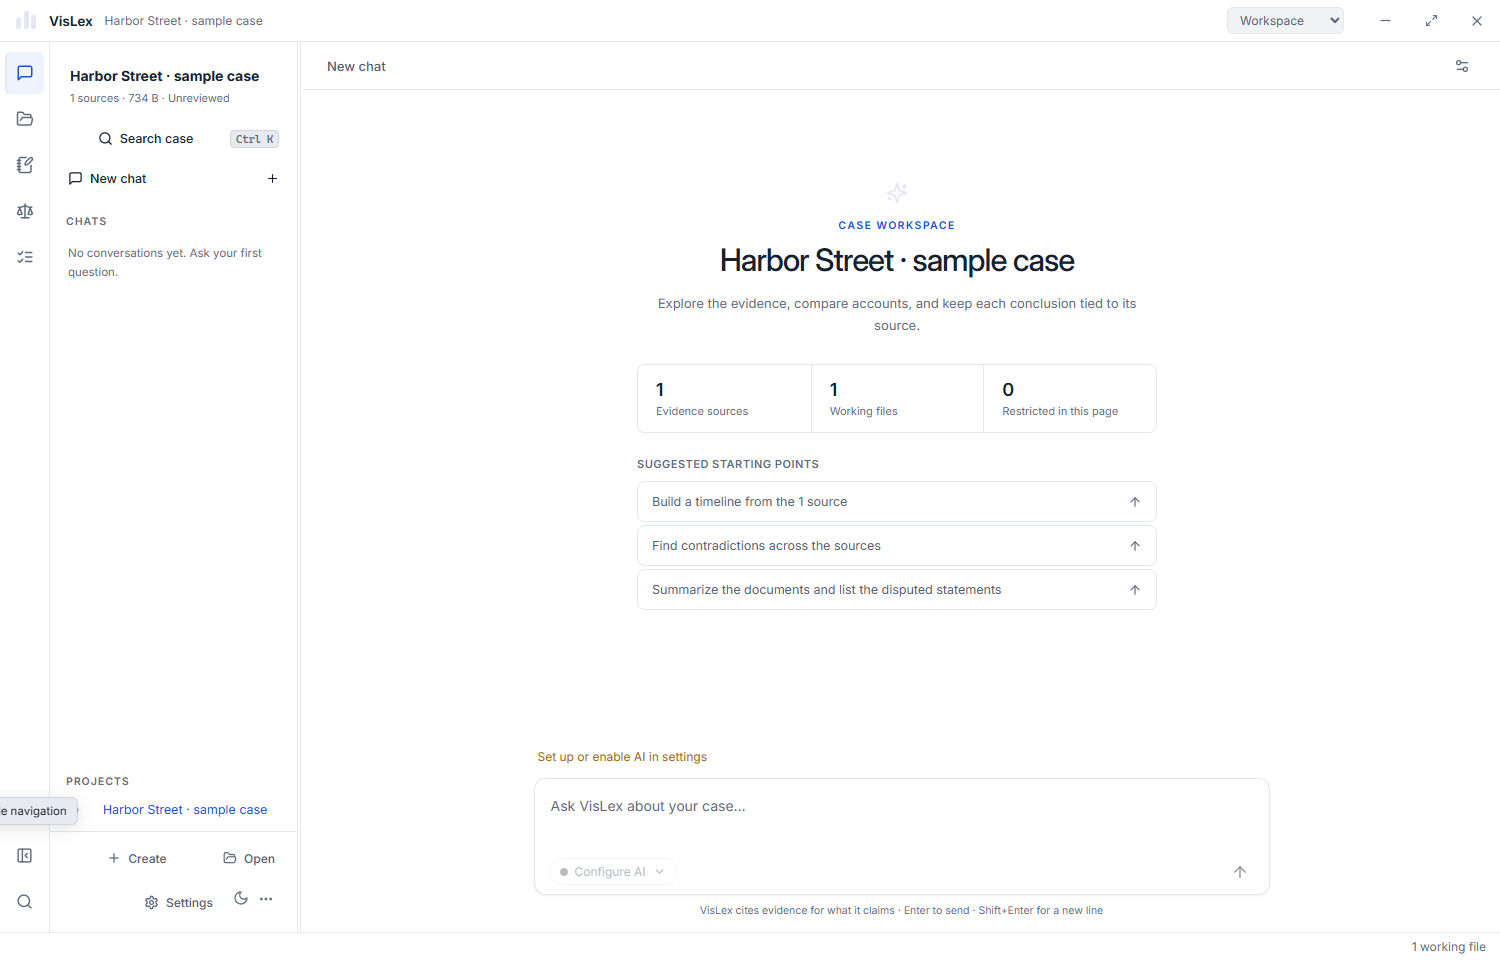 VisLex Harbor Street · sample case
Workspace
Harbor Street · sample case
1 sources · 734 B · Unreviewed
Search case Ctrl K
New chat
CHATS
No conversations yet. Ask your first
question.
PROJECTS
Harbor Street · sample case
navigation
Create
Open
Settings
New chat
CASE WORKSPACE
Harbor Street · sample case
Explore the evidence, compare accounts, and keep each conclusion tied to its
source.
1
Evidence sources
1
Working files
0
Restricted in this page
SUGGESTED STARTING POINTS
Build a timeline from the 1 source
Find contradictions across the sources
Summarize the documents and list the disputed statements
Set up or enable AI in settings
Ask VisLex about your case...
Configure AI
VisLex cites evidence for what it claims · Enter to send · Shift+Enter for a new line
1 working file